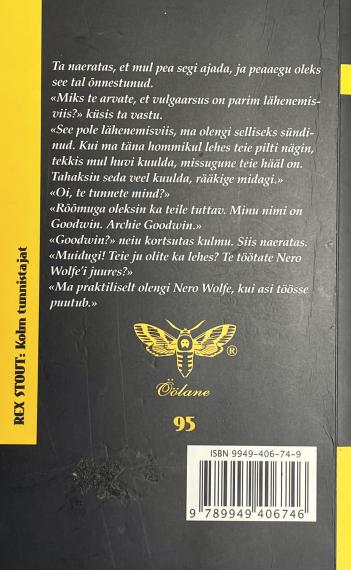 Ta naeratas, et mul pea segi ajada, ja peaaegu oleks
see tal õnnestunud.
«Miks te arvate, et vulgaarsus on parim lähenemis-
viis?» küsis ta vastu.
«See pole lähenemisviis, ma olengi selliseks sündi-
nud. Kui ma täna hommikul lehes teie pilti nägin,
tekkis mul huvi kuulda, missugune teie hääl on.
Tahaksin seda veel kuulda, rääkige midagi.»
«Oi, te tunnete mind?»
«Rõõmuga oleksin ka teile tuttav. Minu nimi on
Goodwin. Archie Goodwin.»
«Goodwin?» neiu kortsutas kulmu. Siis naeratas.
«Muidugi! Teie ju olite ka lehes? Te töötate Nero
Wolfe'i juures?»
«Ma praktiliselt olengi Nero Wolfe, kui asi töösse
puutub.»
REX STOUT: Kolm tunnistajat
®
Öölane
95
ISBN 9949-406-74-9
9 789949 406746